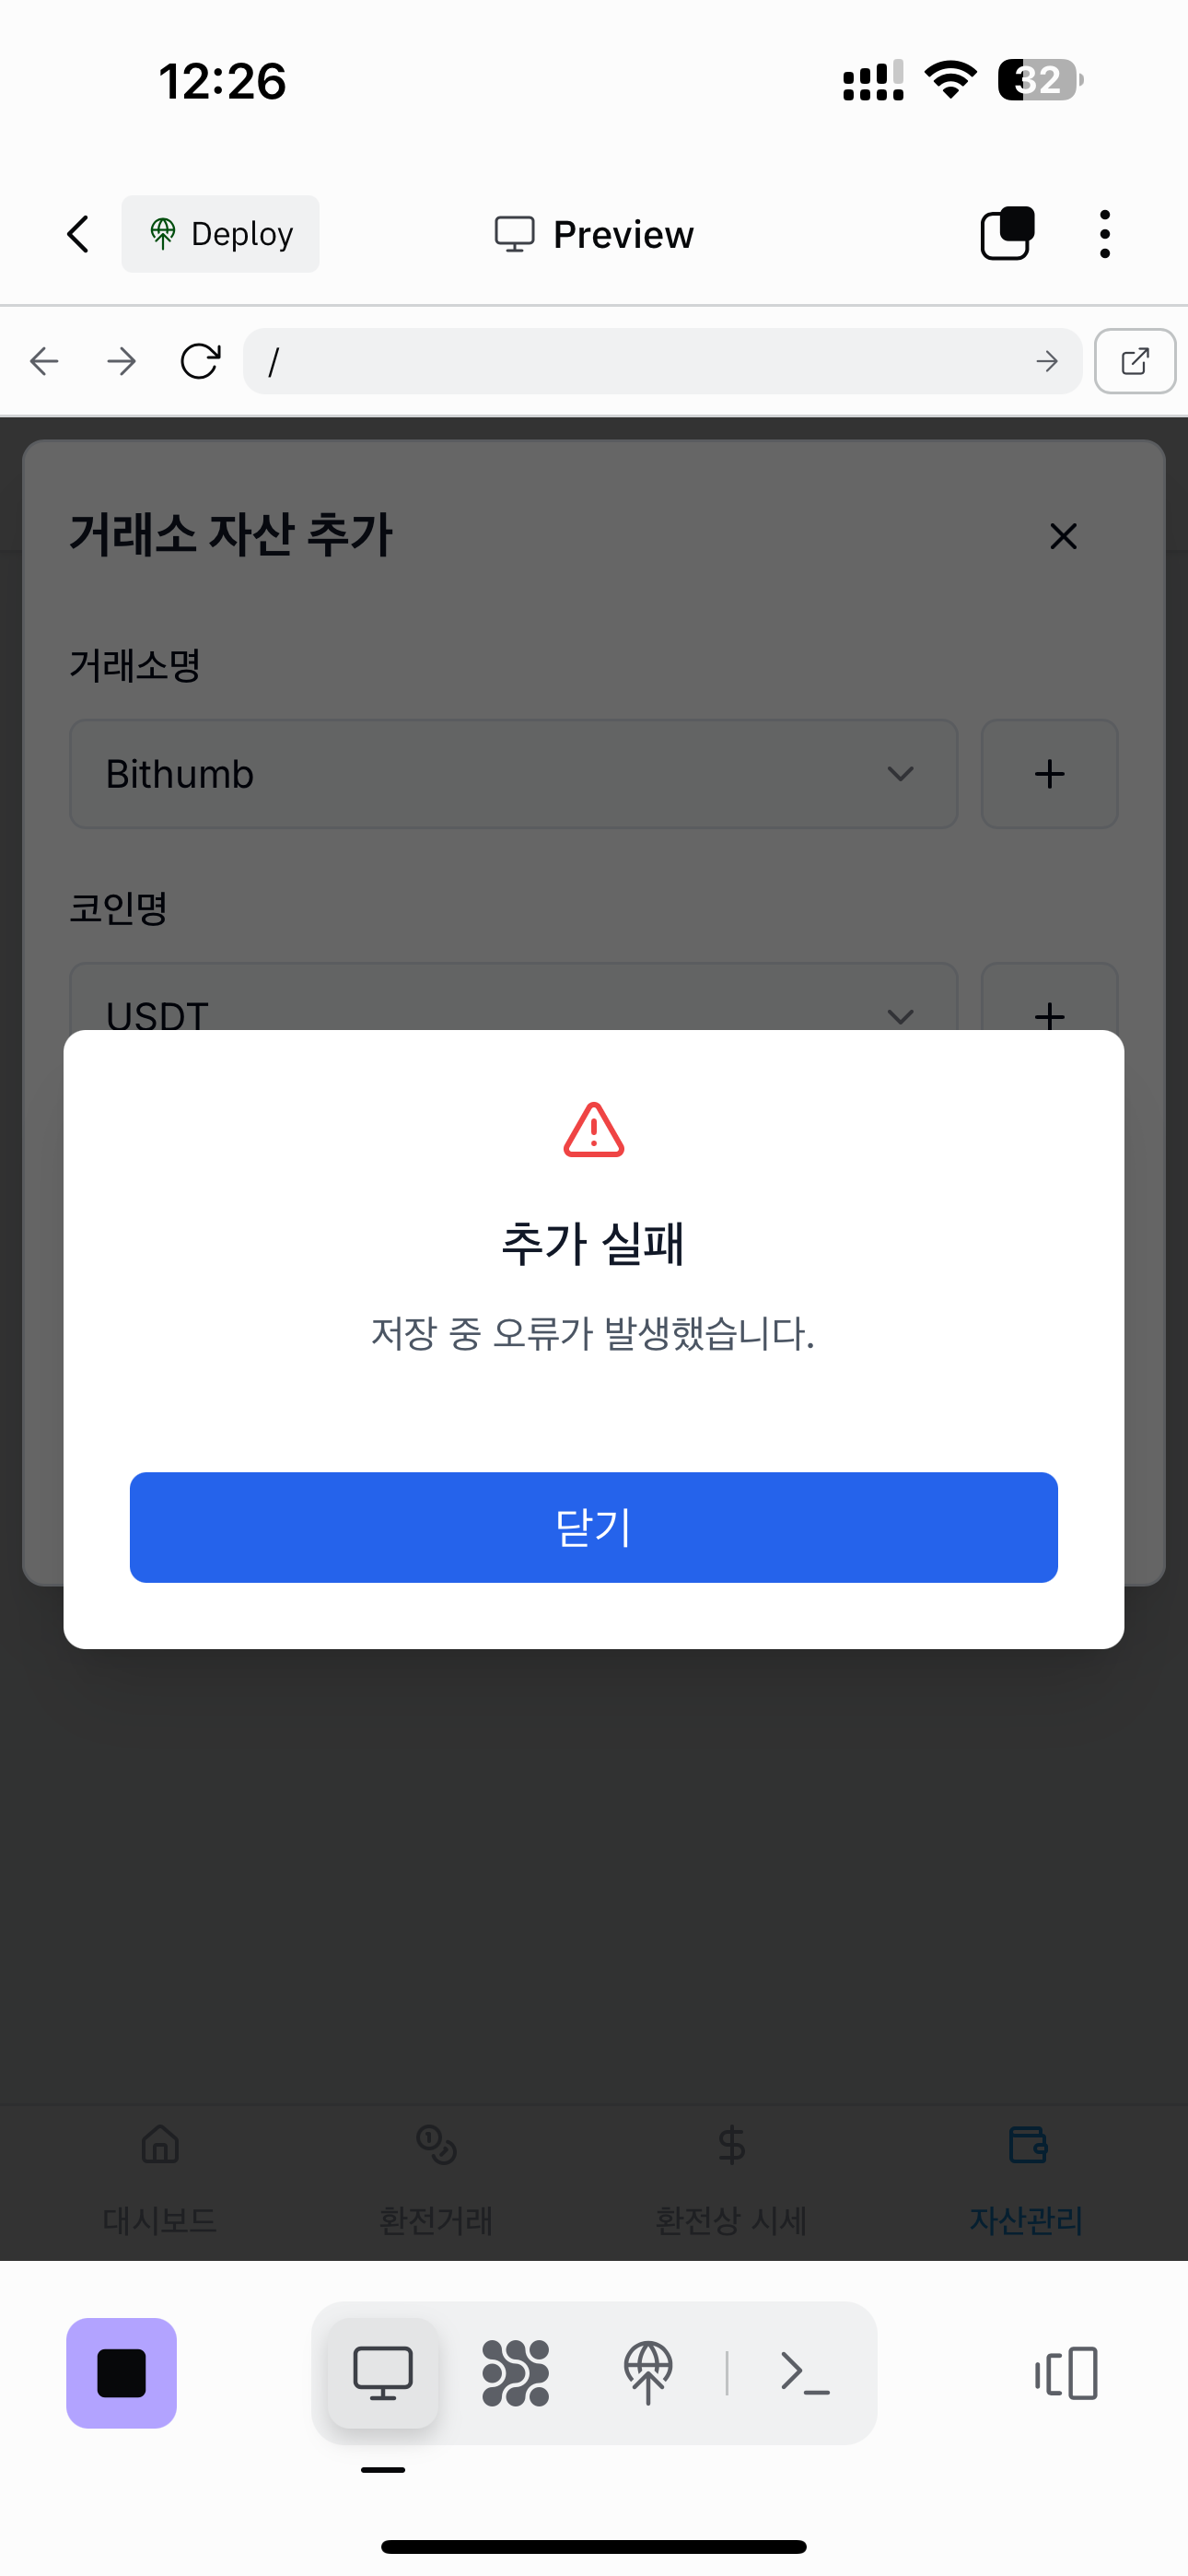 12:26
32
Deploy
Preview
/
거래소 자산 추가
거래소명
Bithumb
코인명
USDT
추가 실패
저장 중 오류가 발생했습니다.
닫기
대시보드
환전거래
환전상 시세
자산관리